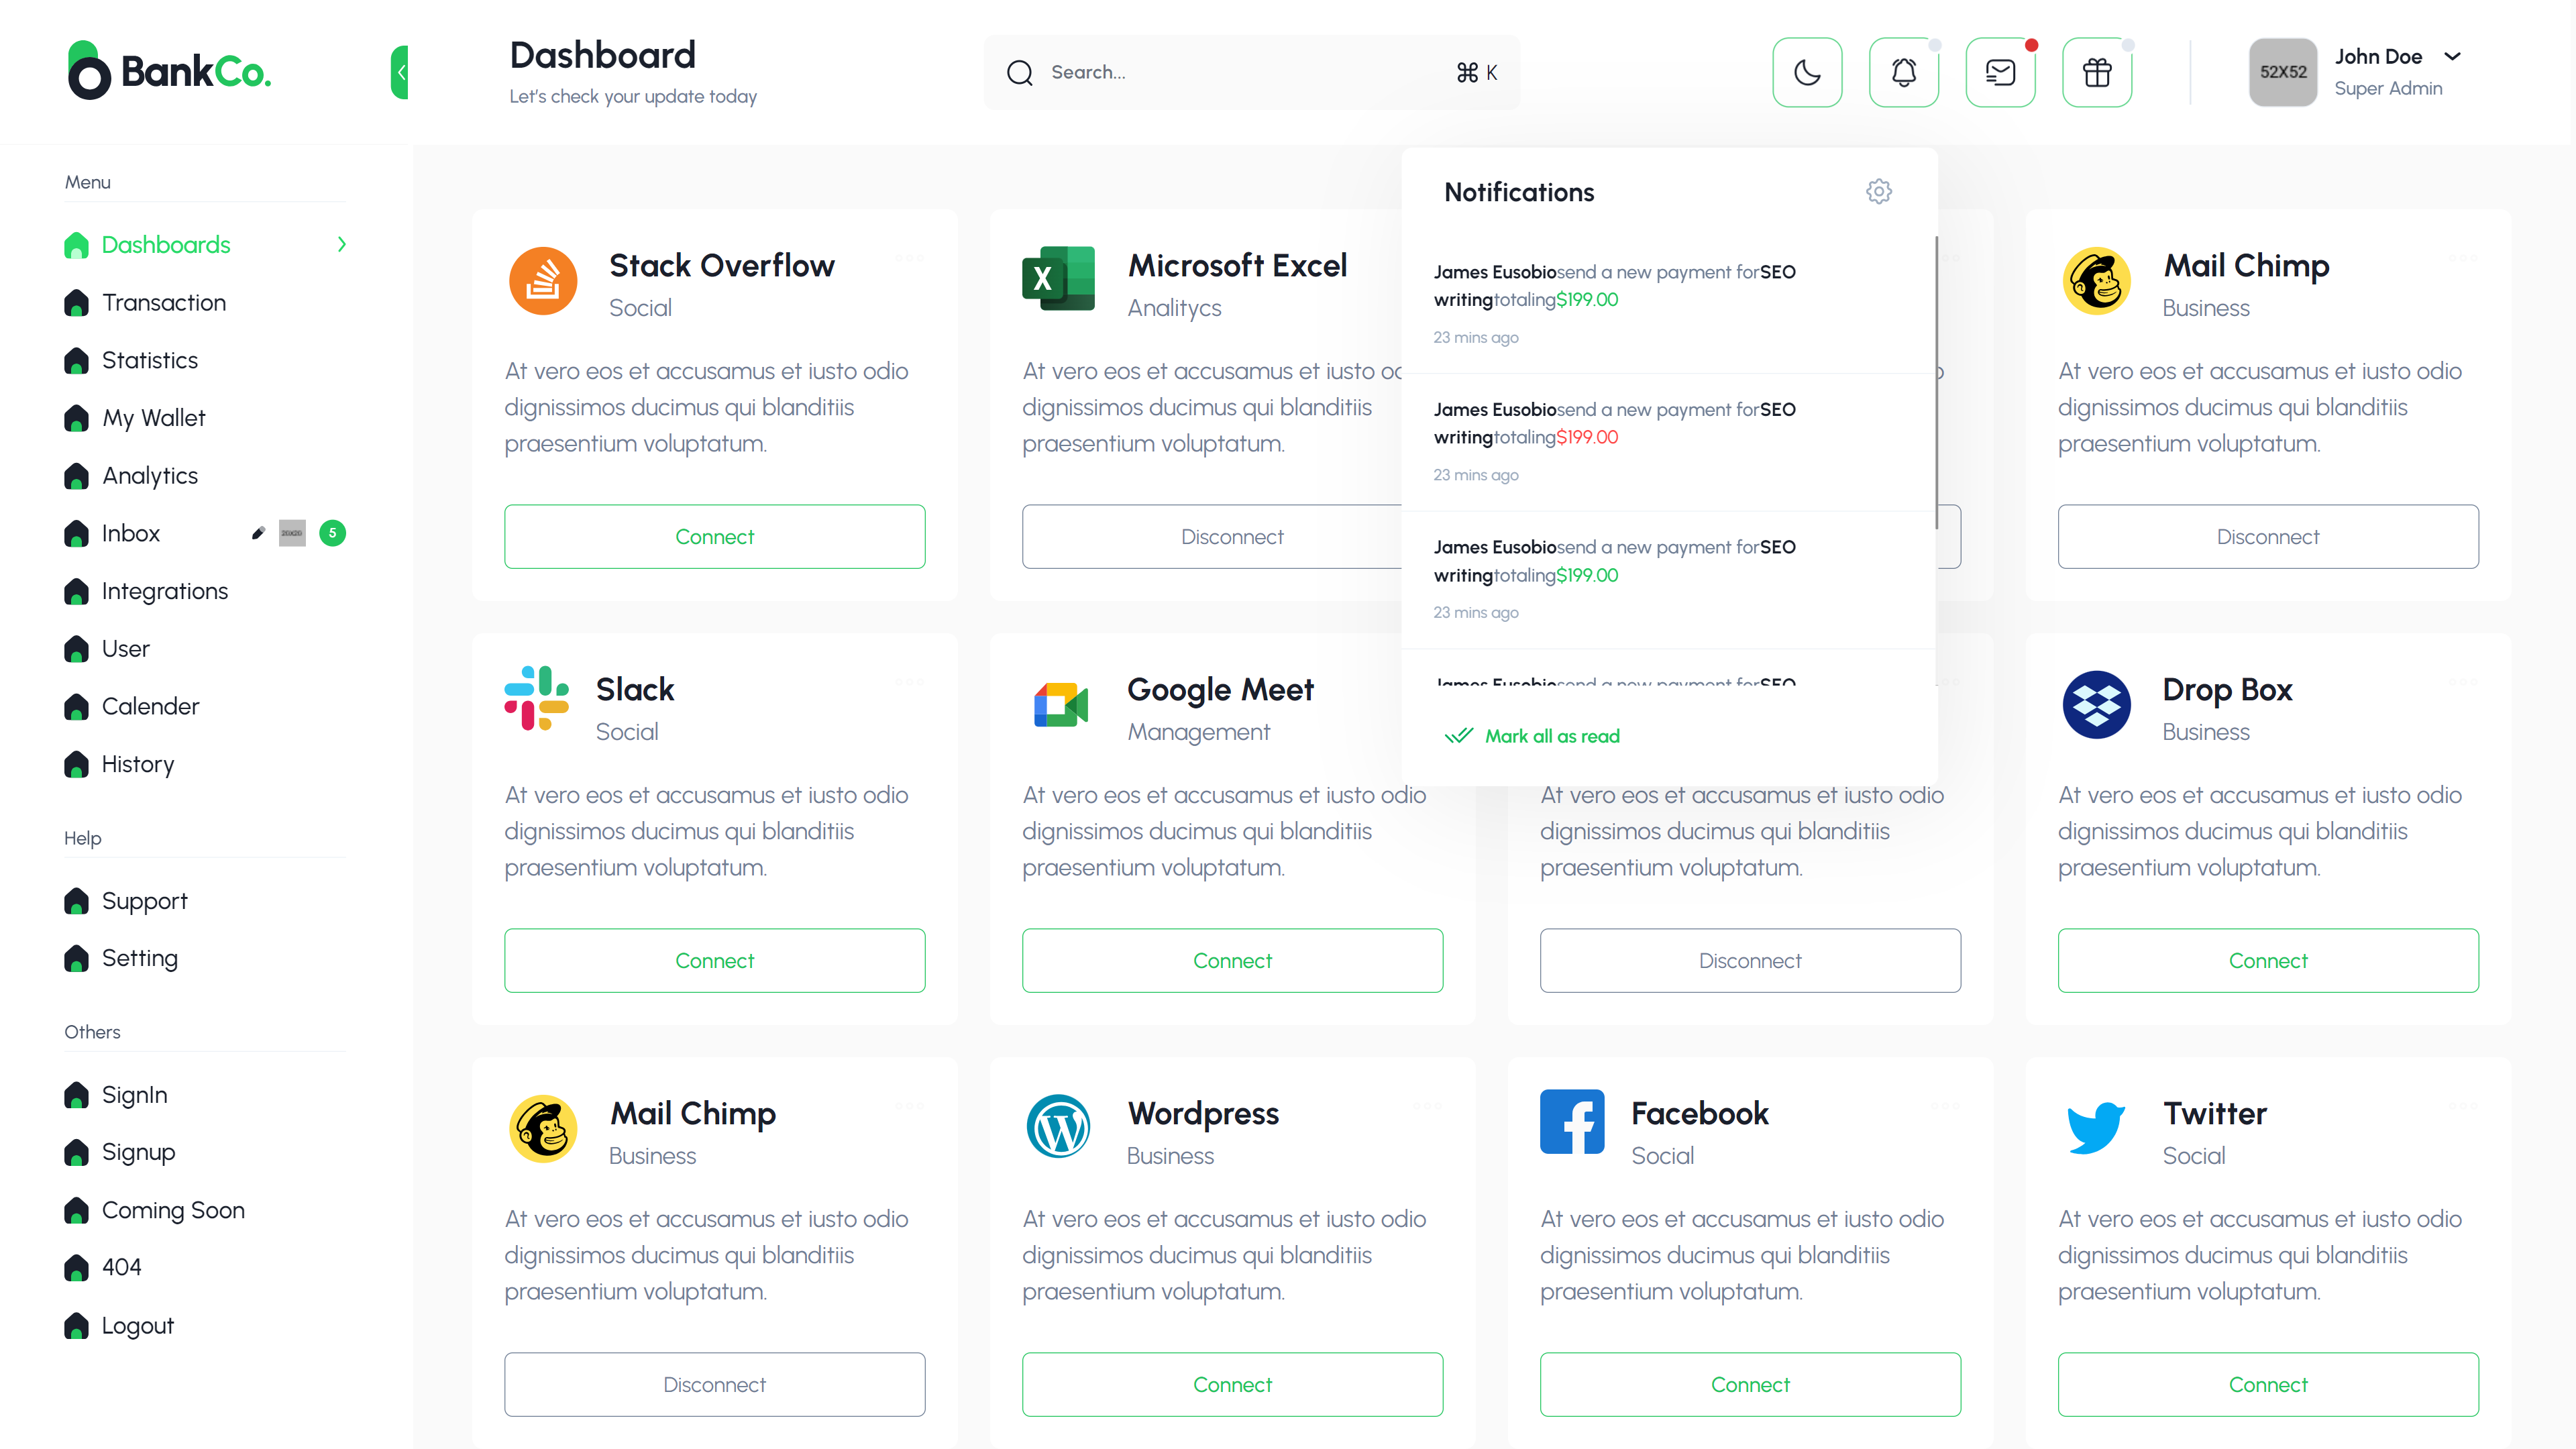 BankCo.
Dashboard
Let's check your update today
Search...
⌘ K
52X52
John Doe
Super Admin
Menu
Dashboards
Transaction
Statistics
My Wallet
Analytics
Inbox
5
Integrations
User
Calender
History
Help
Support
Setting
Others
SignIn
Signup
Coming Soon
404
Logout
Notifications
James Eusobiosend a new payment forSEO
writingtotaling$199.00
23 mins ago
James Eusobiosend a new payment forSEO
writingtotaling$199.00
23 mins ago
James Eusobiosend a new payment forSEO
writingtotaling$199.00
23 mins ago
James Eusobiosend a new payment forSEO
Mark all as read
Stack Overflow
Social
At vero eos et accusamus et iusto odio
dignissimos ducimus qui blanditiis
praesentium voluptatum.
Connect
Microsoft Excel
Analitycs
At vero eos et accusamus et iusto
dignissimos ducimus qui blanditiis
praesentium voluptatum.
Disconnect
Mail Chimp
Business
At vero eos et accusamus et iusto odio
dignissimos ducimus qui blanditiis
praesentium voluptatum.
Disconnect
Slack
Social
At vero eos et accusamus et iusto odio
dignissimos ducimus qui blanditiis
praesentium voluptatum.
Connect
Google Meet
Management
At vero eos et accusamus et iusto odio
dignissimos ducimus qui blanditiis
praesentium voluptatum.
Connect
At vero eos et accusamus et iusto odio
dignissimos ducimus qui blanditiis
praesentium voluptatum.
Disconnect
Drop Box
Business
At vero eos et accusamus et iusto odio
dignissimos ducimus qui blanditiis
praesentium voluptatum.
Connect
Mail Chimp
Business
At vero eos et accusamus et iusto odio
dignissimos ducimus qui blanditiis
praesentium voluptatum.
Disconnect
Wordpress
Business
At vero eos et accusamus et iusto odio
dignissimos ducimus qui blanditiis
praesentium voluptatum.
Connect
Facebook
Social
At vero eos et accusamus et iusto odio
dignissimos ducimus qui blanditiis
praesentium voluptatum.
Connect
Twitter
Social
At vero eos et accusamus et iusto odio
dignissimos ducimus qui blanditiis
praesentium voluptatum.
Connect